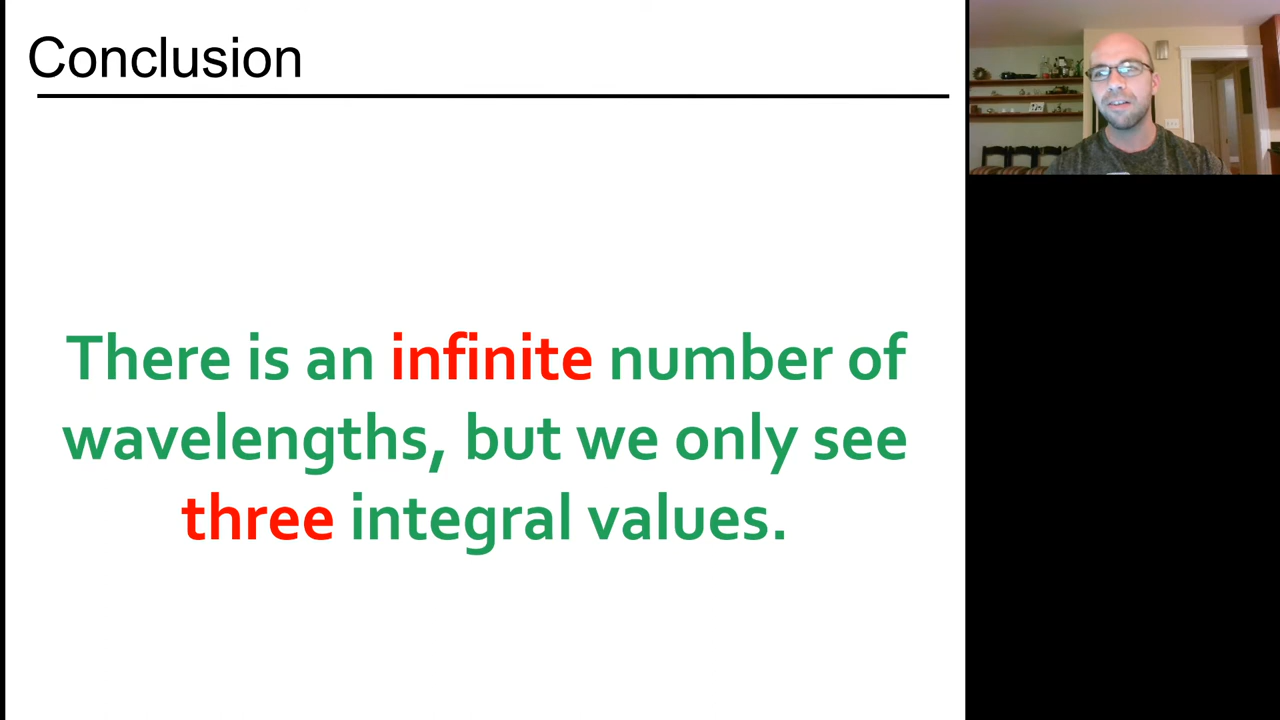 Conclusion
There is an infinite number of
wavelengths, but we only see
three integral values.